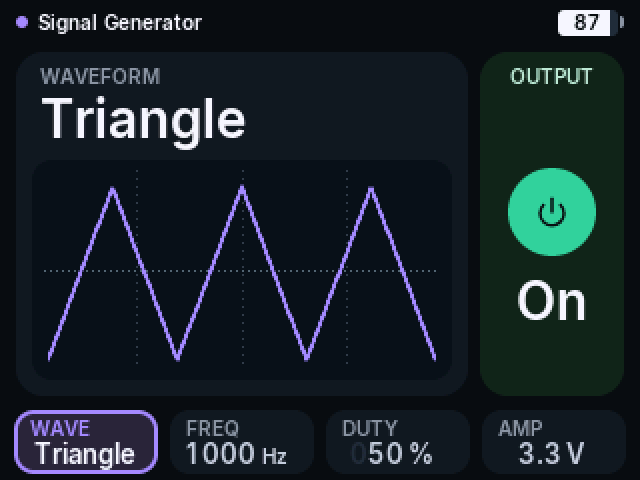 Signal Generator
87
WAVEFORM
Triangle
OUTPUT
On
WAVE
Triangle
FREQ
1000 Hz
DUTY
050 %
AMP
3.3 V